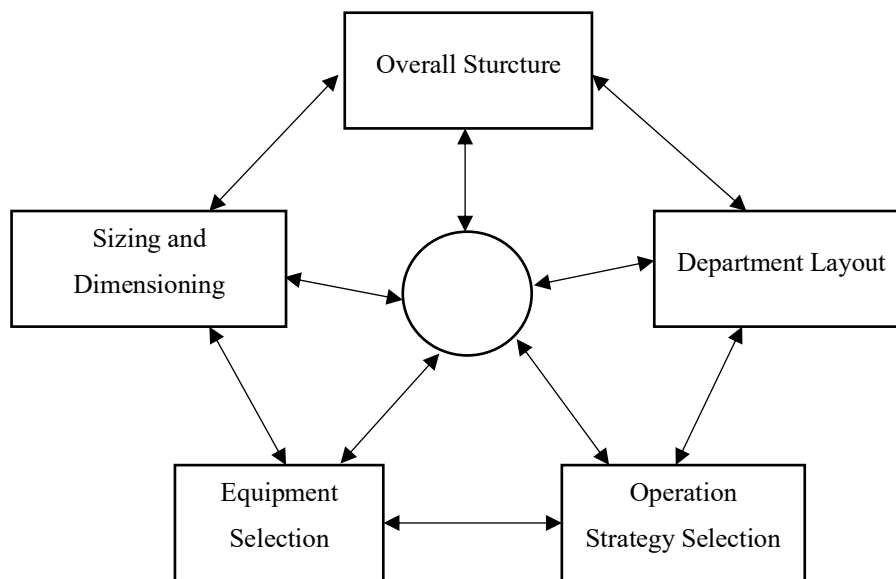 Overall Sturcture
Sizing and
Dimensioning
Department Layout
Equipment
Selection
Operation
Strategy Selection